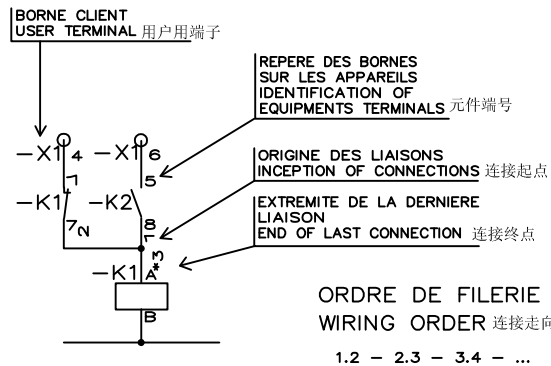 BORNE CLIENT
USER TERMINAL 用户用端子
REPERE DES BORNES
SUR LES APPAREILS
IDENTIFICATION OF
EQUIPMENTS TERMINALS 元件端号
-X1 4
-X1 6
7
5
ORIGINE DES LIAISONS
INCEPTION OF CONNECTIONS 连接起点
-K1
-K2
7 2
8 1
EXTREMITE DE LA DERNIERE
LIAISON
END OF LAST CONNECTION 连接终点
-K1 A*3
B
ORDRE DE FILERIE
WIRING ORDER 连接走向
1.2 - 2.3 - 3.4 - ...